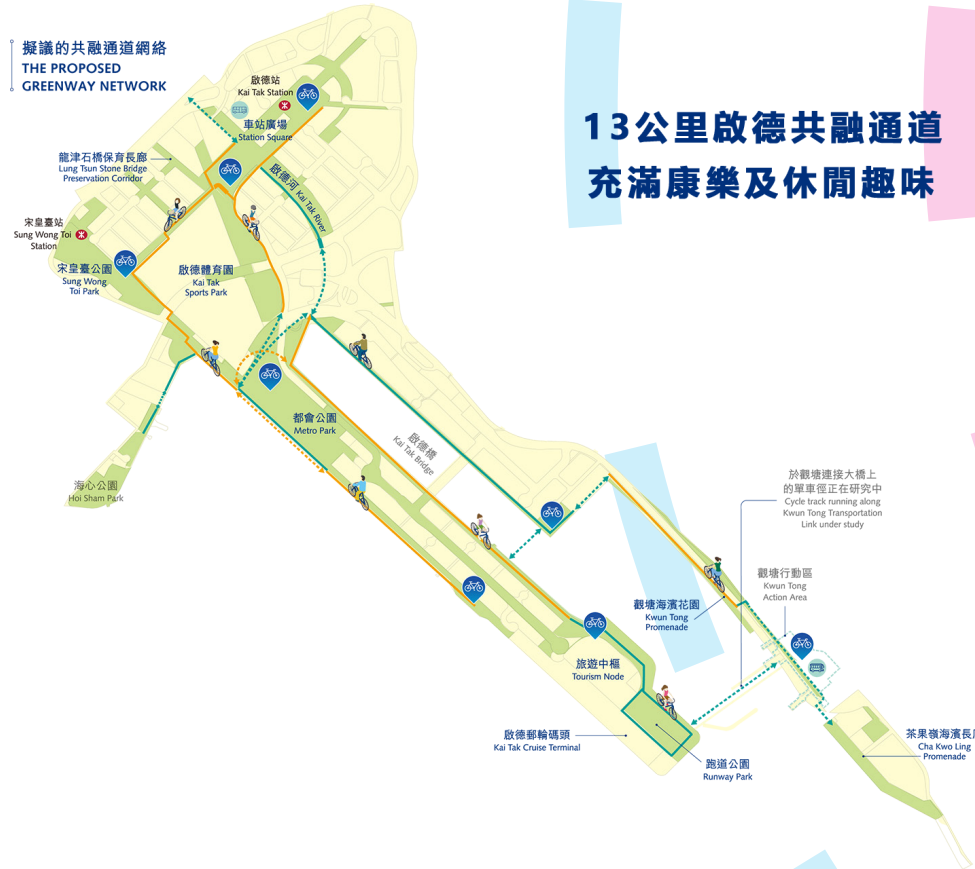 擬議的共融通道網絡
THE PROPOSED
GREENWAY NETWORK
13公里啟德共融通道
充滿康樂及休閒趣味
啟德站
Kai Tak Station
車站廣場
Station Square
龍津石橋保育長廊
Lung Tsun Stone Bridge
Preservation Corridor
啟德河 Kai Tak River
宋皇臺站
Sung Wong Toi
Station
宋皇臺公園
Sung Wong
Toi Park
啟德體育園
Kai Tak
Sports Park
都會公園
Metro Park
啟德橋
Kai Tak Bridge
海心公園
Hoi Sham Park
於觀塘連接大橋上
的單車徑正在研究中
Cycle track running along
Kwun Tong Transportation
Link under study
觀塘行動區
Kwun Tong
Action Area
觀塘海濱花園
Kwun Tong
Promenade
旅遊中樞
Tourism Node
啟德郵輪碼頭
Kai Tak Cruise Terminal
跑道公園
Runway Park
茶果嶺海濱長
Cha Kwo Ling
Promenade